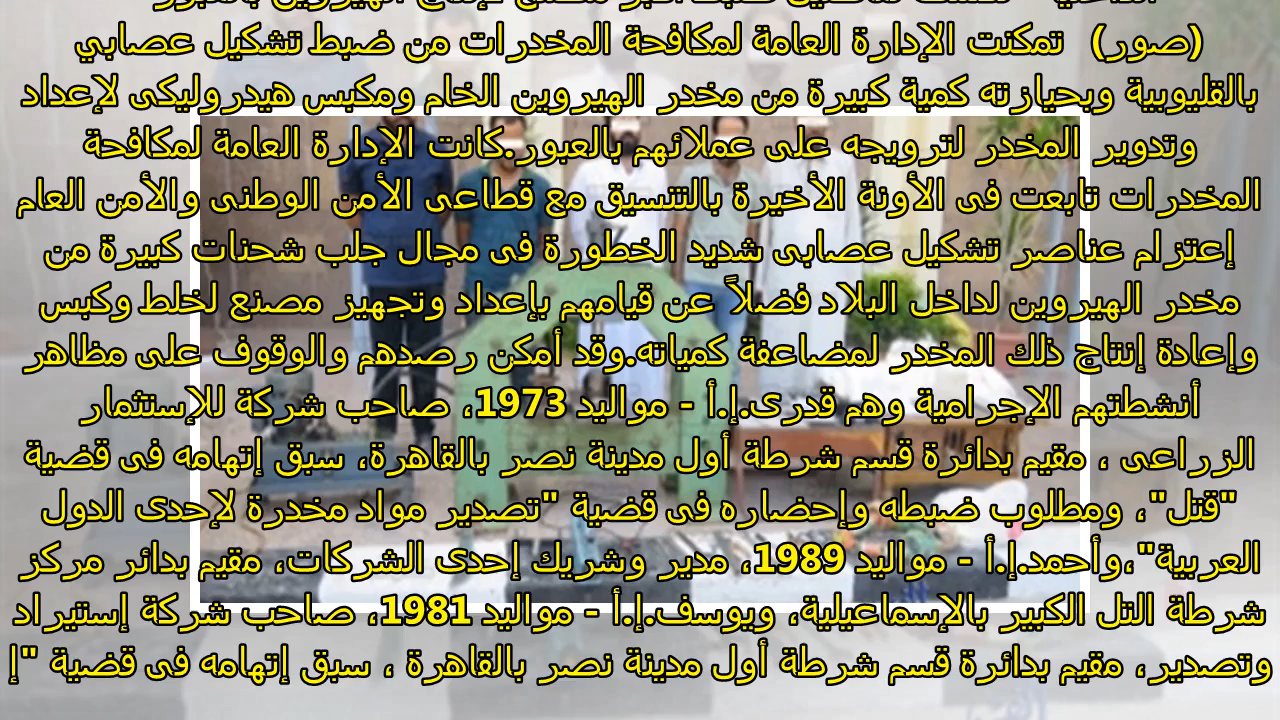 (صور) تمكنت الإدارة العامة لمكافحة المخدرات من ضبط تشكيل عصابي
بالقليوبية وبحيازته كمية كبيرة من مخدر الهيروين الخام ومكبس هيدروليكى لإعداد
وتدوير المخدر لترويجه على عملائهم بالعبور.كانت الإدارة العامة لمكافحة
المخدرات تابعت فى الأونة الأخيرة بالتنسيق مع قطاعى الأمن الوطنى والأمن العام
إعتزام عناصر تشكيل عصابى شديد الخطورة فى مجال جلب شحنات كبيرة من
مخدر الهيروين لداخل البلاد فضلاً عن قيامهم بإعداد وتجهيز مصنع لخلط وكبس
وإعادة إنتاج ذلك المخدر لمضاعفة كمياته.وقد أمكن رصدهم والوقوف على مظاهر
أنشطتهم الإجرامية وهم قدرى.إ.أ - مواليد 1973، صاحب شركة للإستثمار
الزراعى ، مقيم بدائرة قسم شرطة أول مدينة نصر بالقاهرة، سبق إتهامه فى قضية
"قتل"، ومطلوب ضبطه وإحضاره فى قضية "تصدير مواد مخدرة لإحدى الدول
العربية"،وأحمد.إ.أ - مواليد 1989، مدير وشريك إحدى الشركات، مقيم بدائر مركز
شرطة التل الكبير بالإسماعيلية، ويوسف.إ.أ - مواليد 1981، صاحب شركة إستيراد
وتصدير، مقيم بدائرة قسم شرطة أول مدينة نصر بالقاهرة ، سبق إتهامه فى قضية "إ